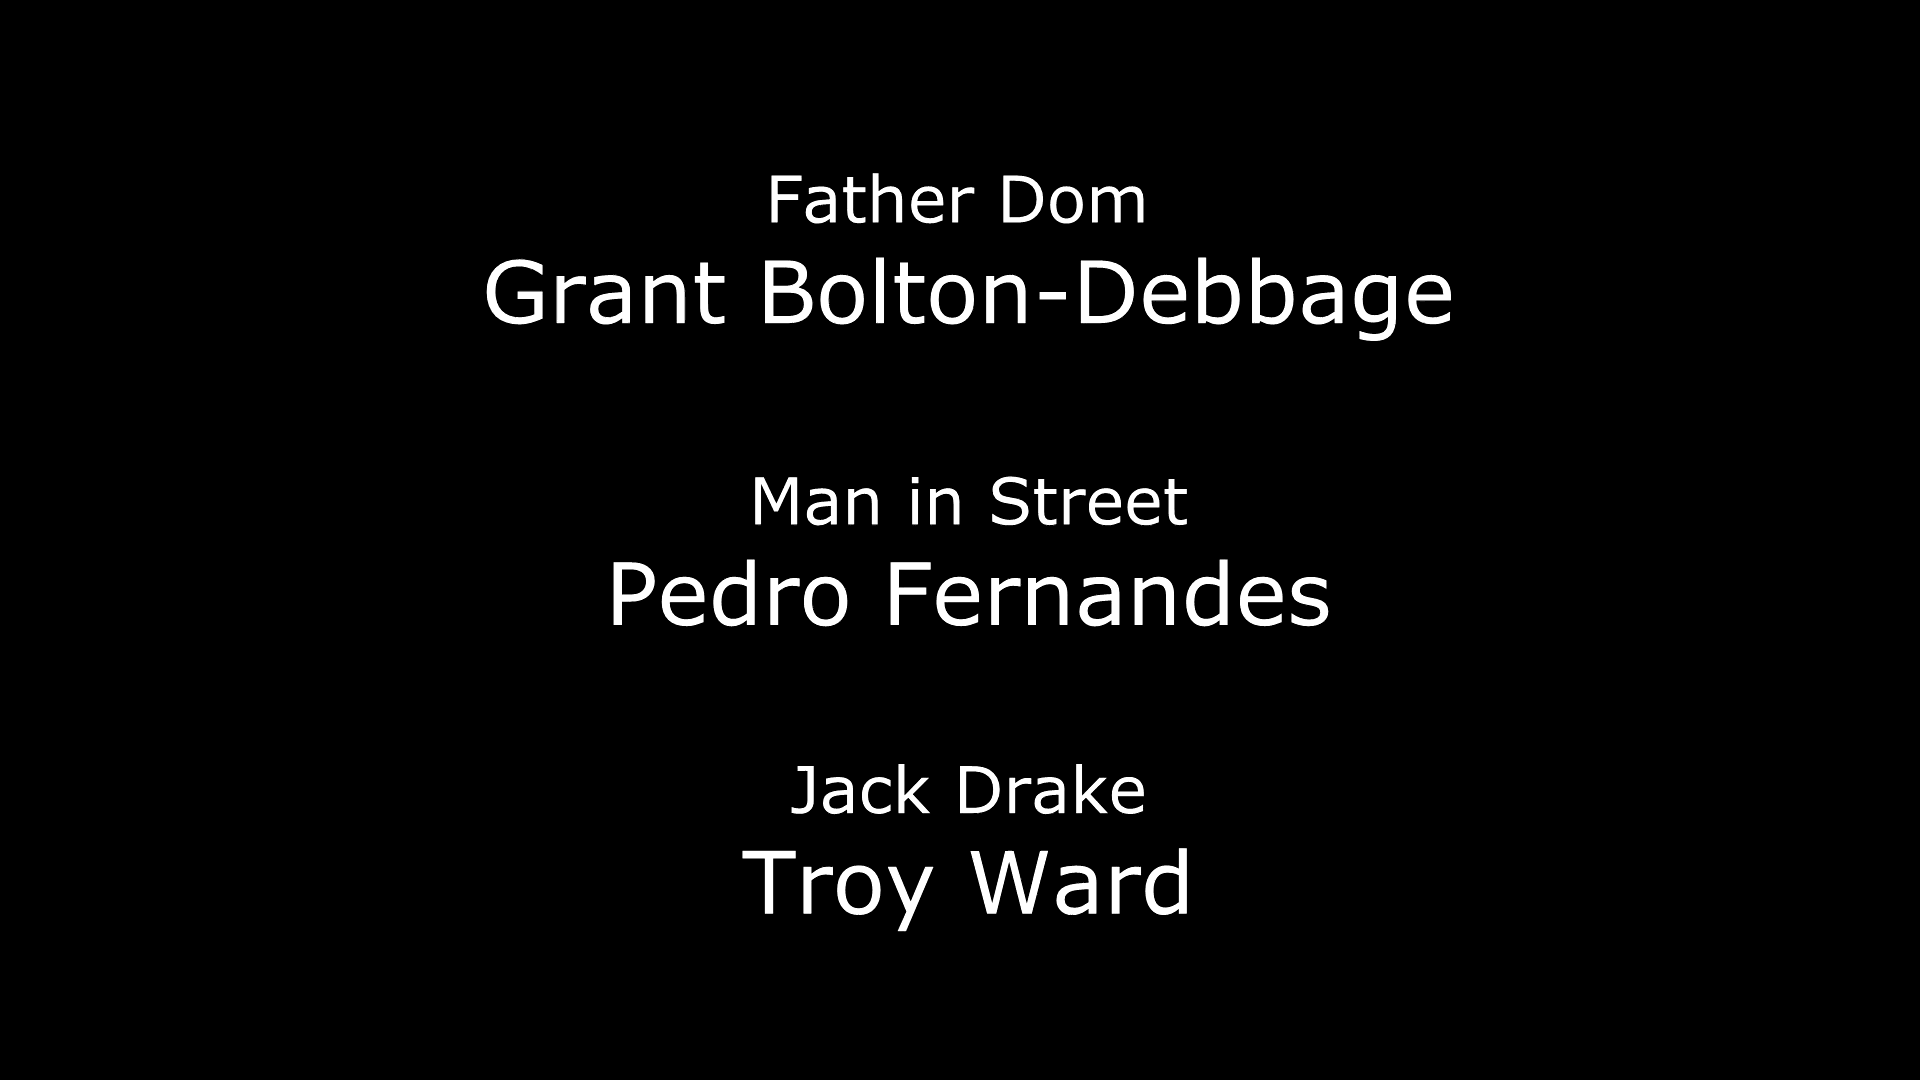 Father Dom
Grant Bolton-Debbage
Man in Street
Pedro Fernandes
Jack Drake
Troy Ward